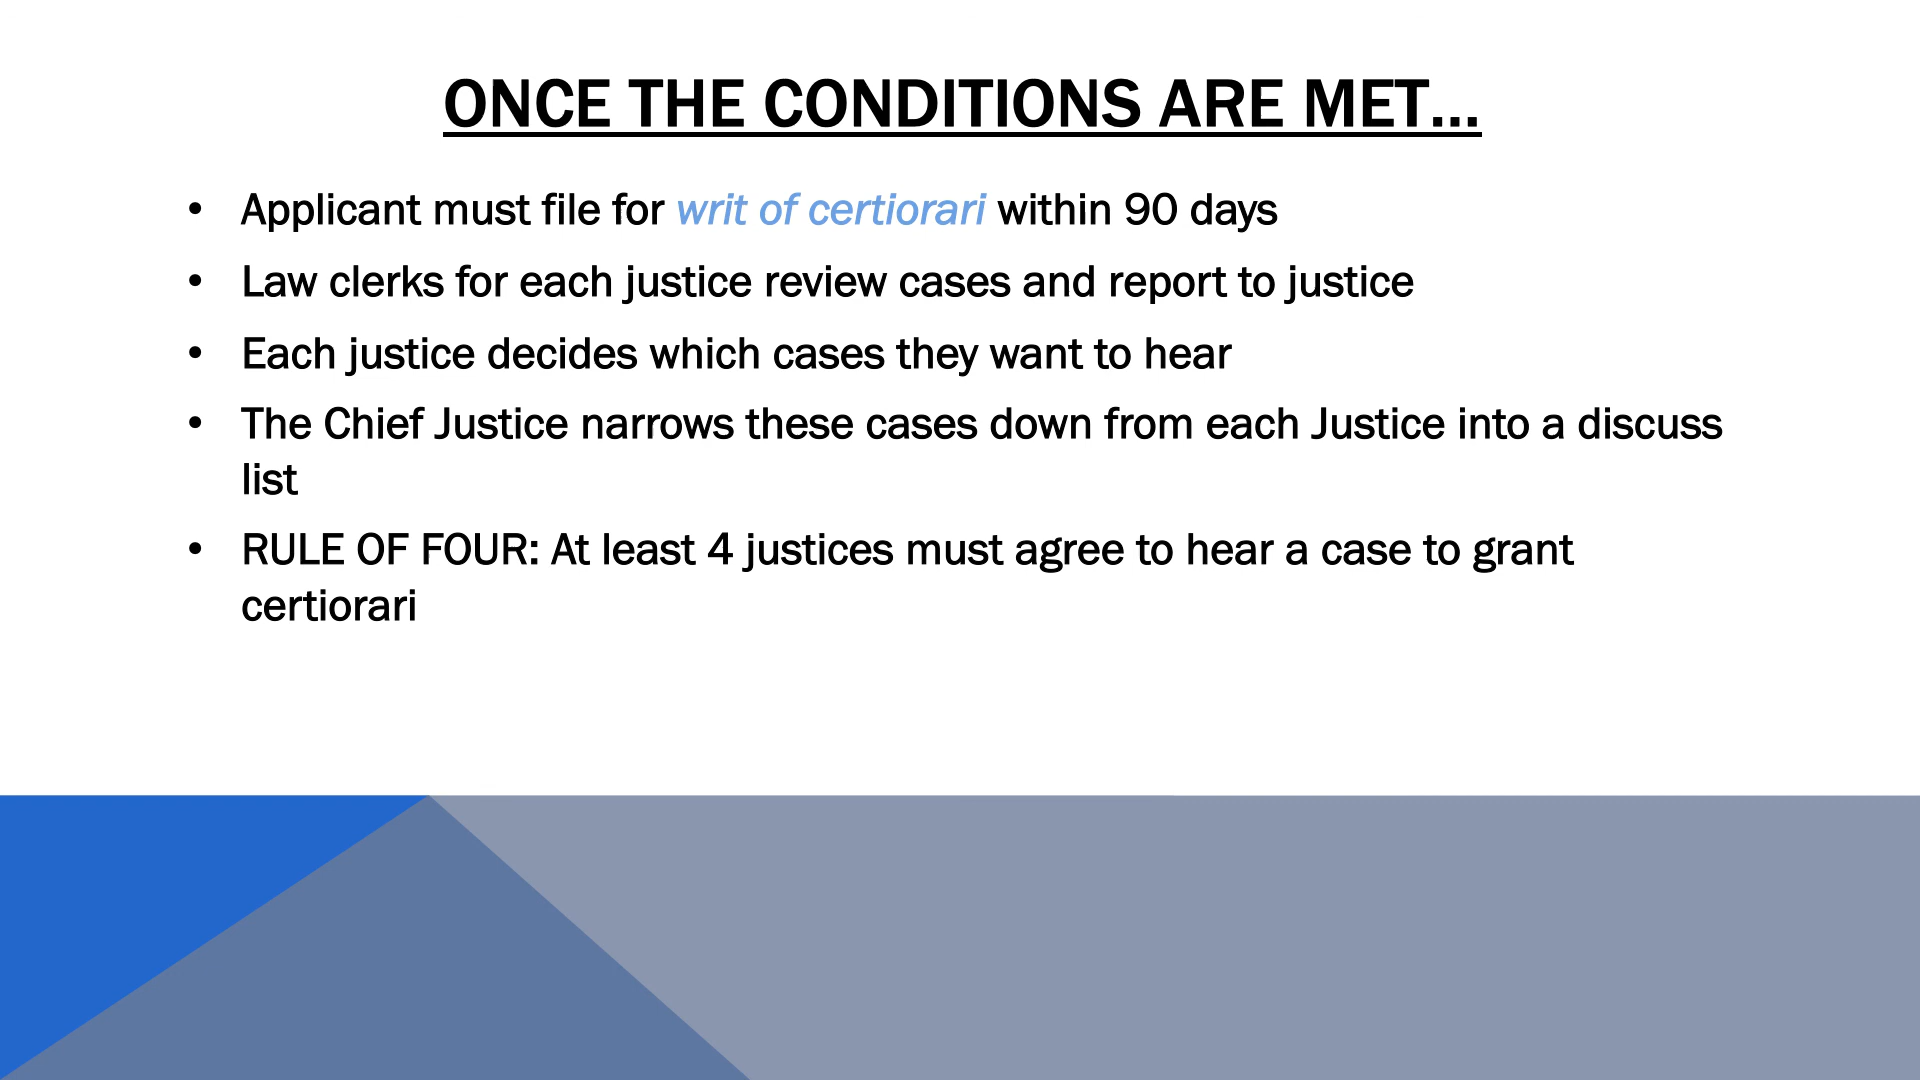 ONCE THE CONDITIONS ARE MET…
• Applicant must file for writ of certiorari within 90 days
• Law clerks for each justice review cases and report to justice
• Each justice decides which cases they want to hear
• The Chief Justice narrows these cases down from each Justice into a discuss
list
• RULE OF FOUR: At least 4 justices must agree to hear a case to grant
certiorari